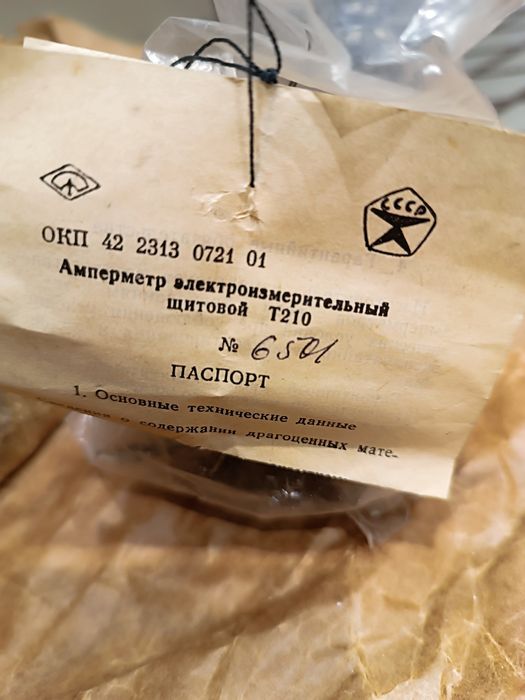 СССР
ОКП 42 2313 0721 01
Амперметр электроизмерительный
щитовой Т210
№ 6501
ПАСПОРТ
1. Основные технические данные
о содержании драгоценных мате-